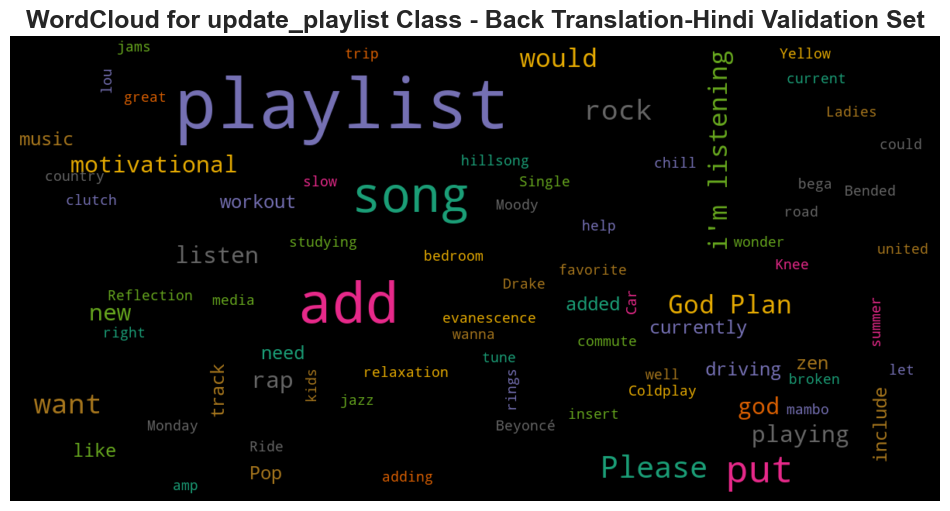 WordCloud for update_playlist Class - Back Translation-Hindi Validation Set
jams
trip
would
Yellow
lou
playlist
i'm listening
current
great
rock
Ladies
music
could
motivational
hillsong
chill
country
slow
Single
bega
Bended
clutch
workout
song
Moody
road
help
studying
wonder
united
listen
bedroom
Knee
favorite
Drake
Reflection
media
add
added
Car
God Plan
summer
new
evanescence
currently
right
wanna
commute
need
tune
zen
track
rap
kids
relaxation
rings
well
driving
broken
let
Coldplay
want
jazz
insert
god
mambo
include
Monday
Beyoncé
playing
like
Ride
Pop
adding
Please
put
amp